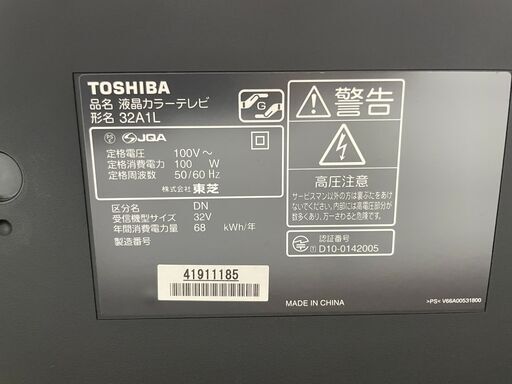 TOSHIBA
品名 液晶カラーテレビ
形名 32A1L
G
JQA
定格電圧 100V～
定格消費電力 100 W
定格周波数 50/60 Hz
株式会社 東芝
区分名 DN
受信機型サイズ 32V
年間消費電力量 68 kWh/年
製造番号
41911185
警告
高圧注意
サービスマン以外の方は裏ぶたをあけ
ないでください。内部には高電圧部分が
数多くあり、万一さわると危険です。
認証番号
D10-0142005
MADE IN CHINA
>PS< V66A00531800